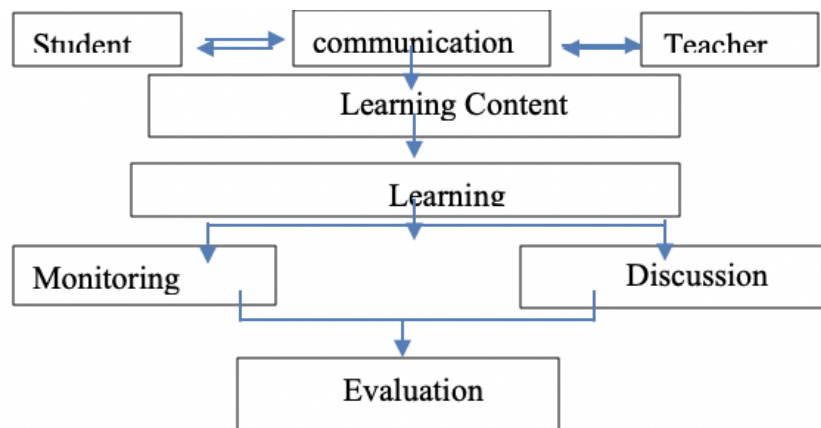 Student
communication
Teacher
Learning Content
Learning
Monitoring
Discussion
Evaluation